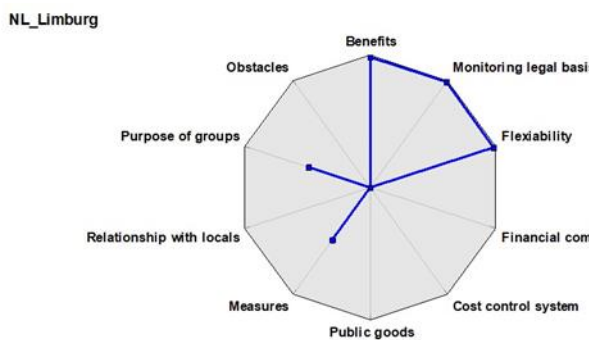 NL_Limburg
Benefits
Obstacles
Monitoring legal basis
Purpose of groups
Flexiability
Relationship with locals
Financial com
Measures
Cost control system
Public goods